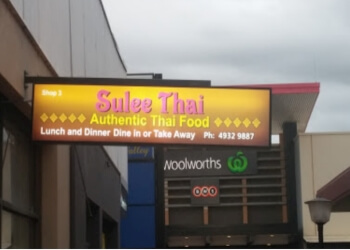 Shop 3
Sulee Thai
Authentic Thai Food
Lunch and Dinner Dine in or Take Away Ph: 4932 9887
Woolworths